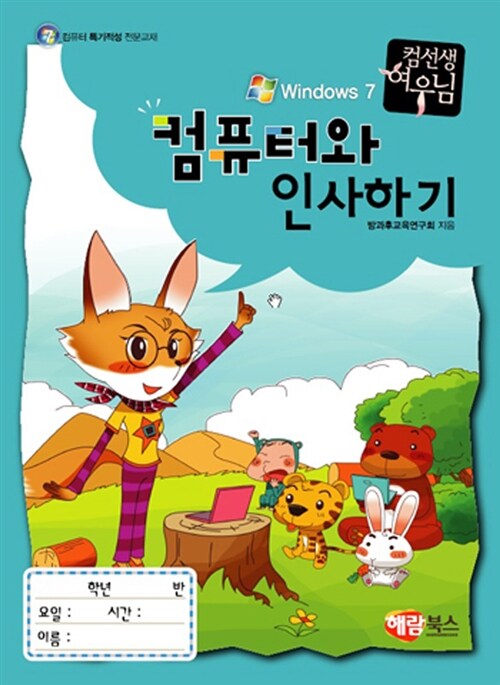 컴퓨터 특기적성 전문교재
컴선생
여우님
Windows 7
컴퓨터와
인사하기
방과후교육연구회 지음
학년 반
요일 : 시간 :
이름 :
해람북스